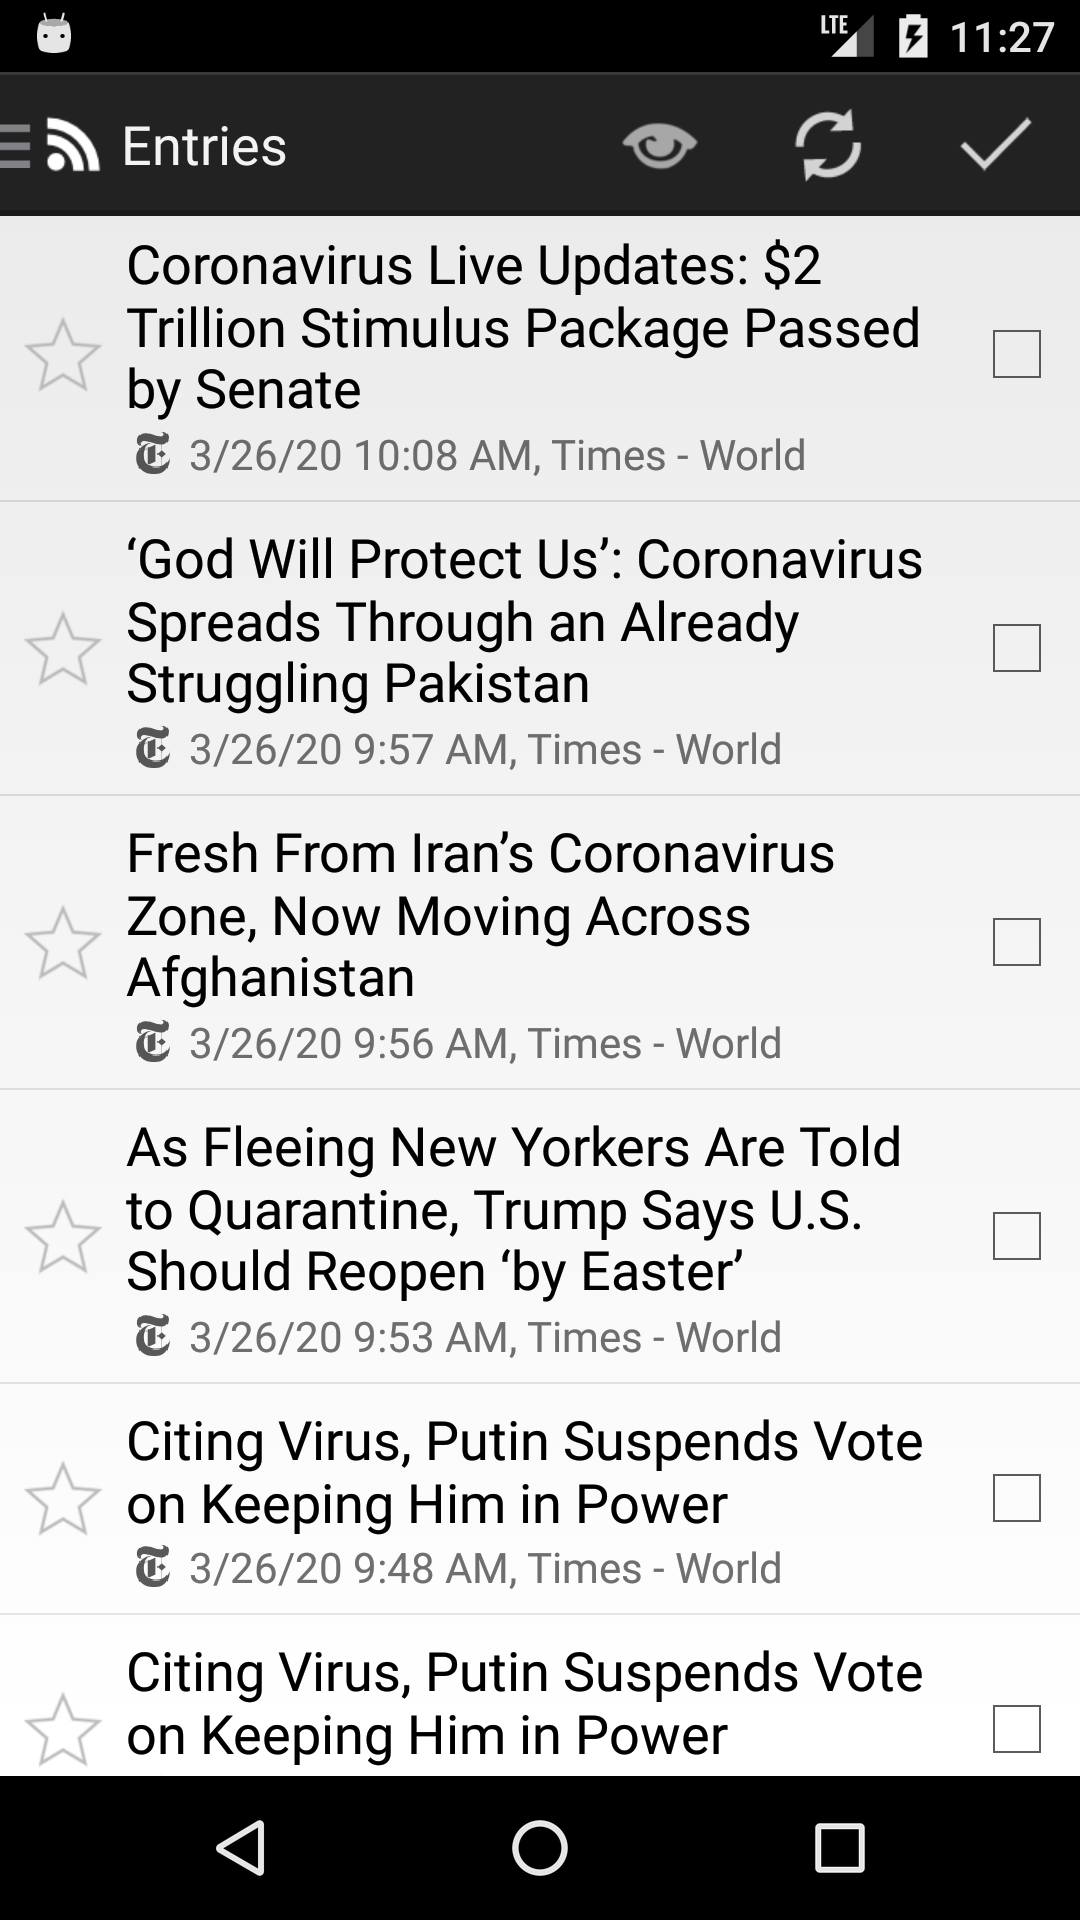 LTE 11:27
Entries
Coronavirus Live Updates: $2
Trillion Stimulus Package Passed
by Senate
3/26/20 10:08 AM, Times - World
‘God Will Protect Us’: Coronavirus
Spreads Through an Already
Struggling Pakistan
3/26/20 9:57 AM, Times - World
Fresh From Iran’s Coronavirus
Zone, Now Moving Across
Afghanistan
3/26/20 9:56 AM, Times - World
As Fleeing New Yorkers Are Told
to Quarantine, Trump Says U.S.
Should Reopen ‘by Easter’
3/26/20 9:53 AM, Times - World
Citing Virus, Putin Suspends Vote
on Keeping Him in Power
3/26/20 9:48 AM, Times - World
Citing Virus, Putin Suspends Vote
on Keeping Him in Power